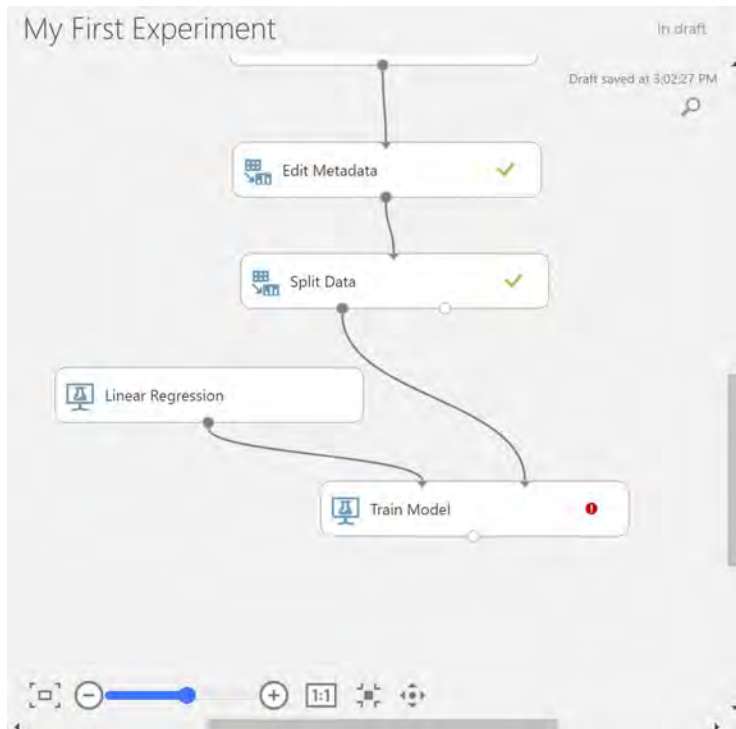 My First Experiment
In draft
Draft saved at 3:02:27 PM
Edit Metadata
Split Data
Linear Regression
Train Model
1:1